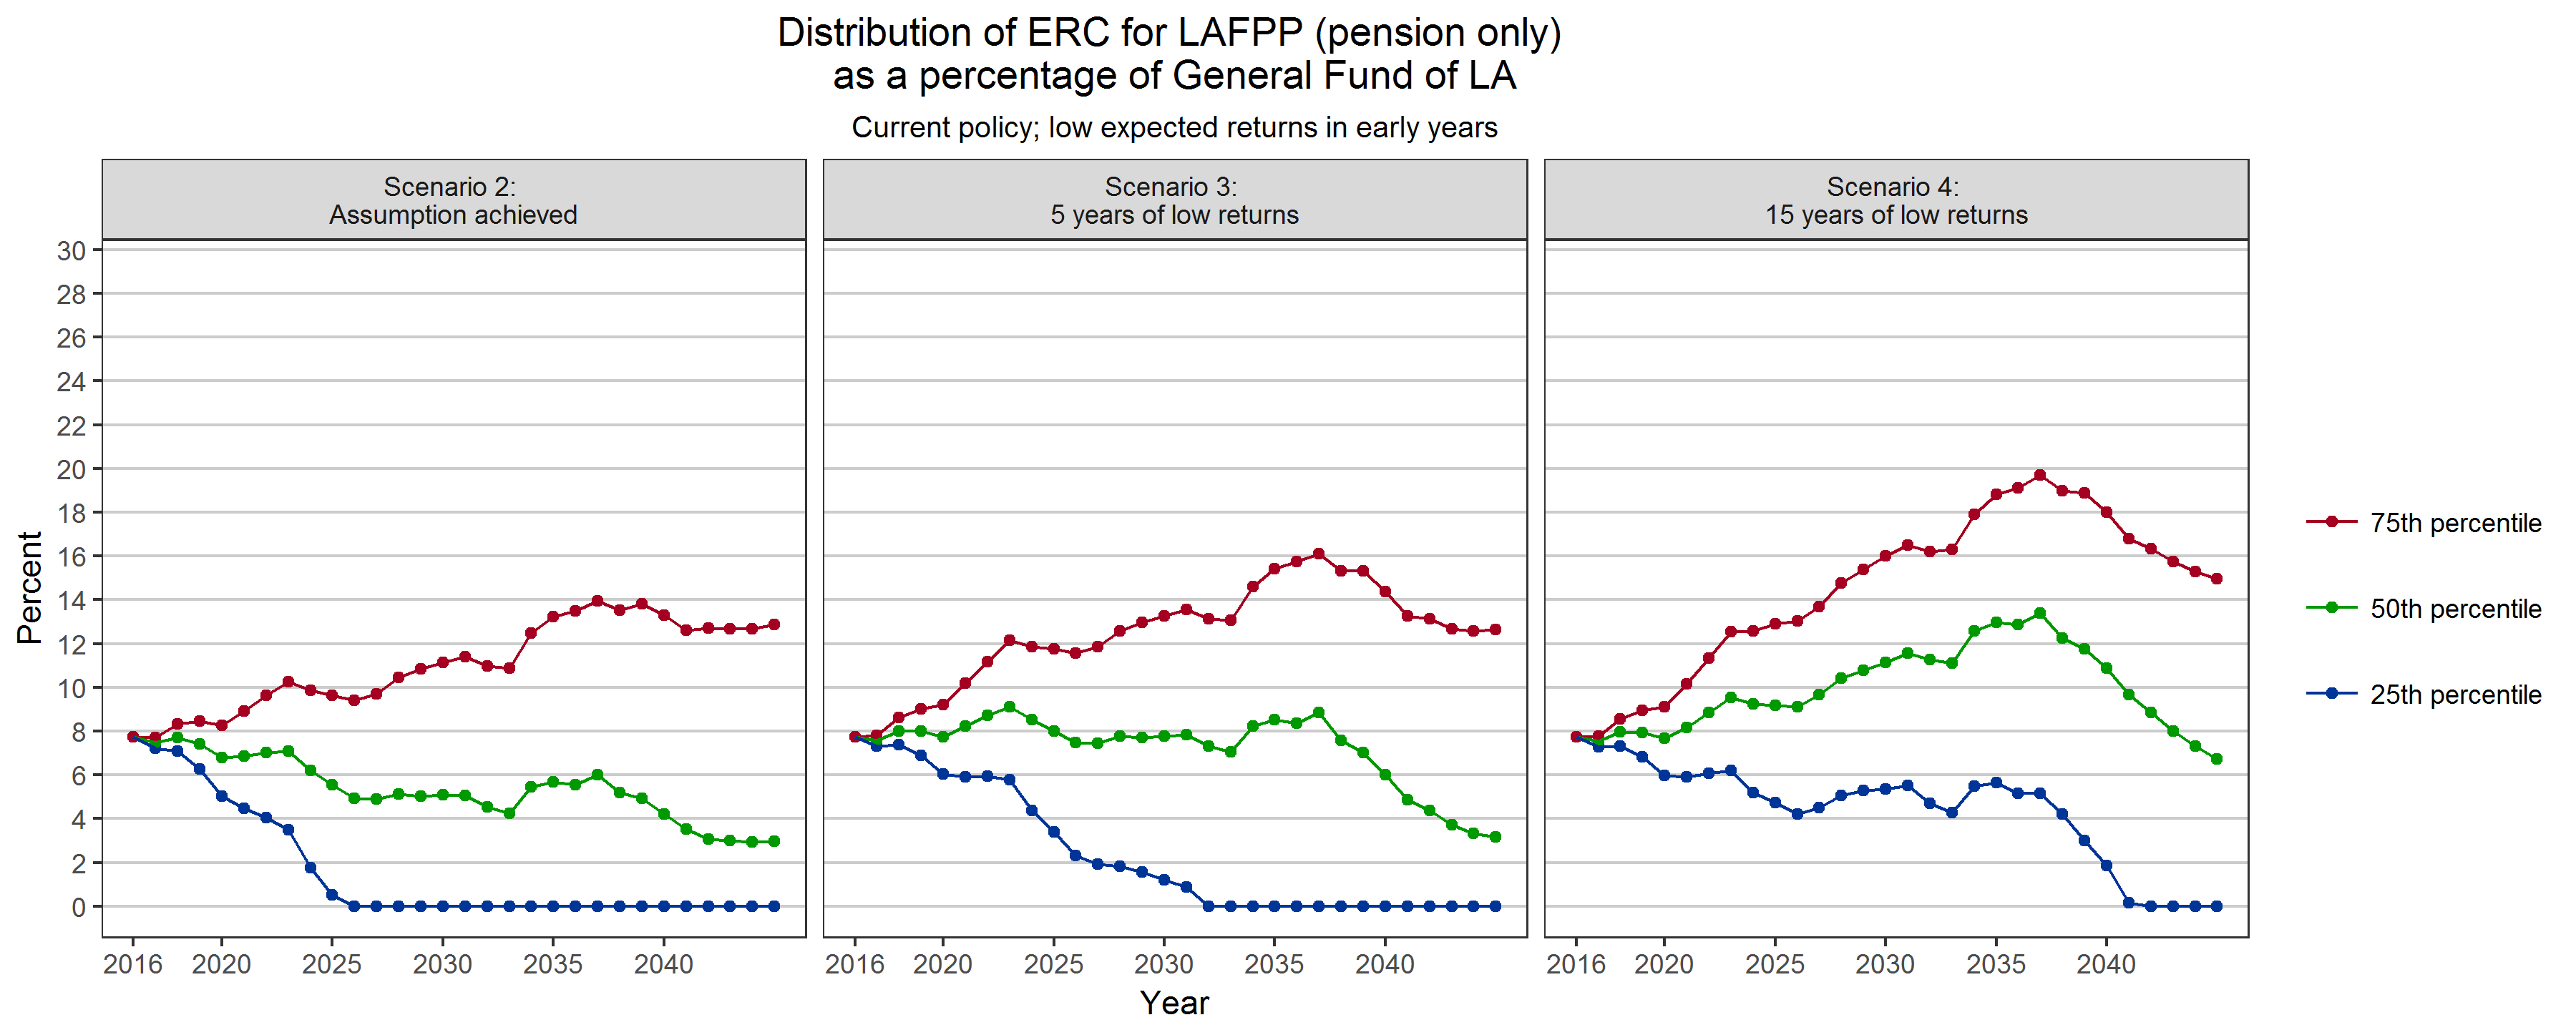 Distribution of ERC for LAFPP (pension only)
as a percentage of General Fund of LA
Current policy; low expected returns in early years
Scenario 2:
Assumption achieved
Scenario 3:
5 years of low returns
Scenario 4:
15 years of low returns
Percent
30
28
26
24
22
20
18
16
14
12
10
8
6
4
2
0
2016 2020 2025 2030 2035 2040
2016 2020 2025 2030 2035 2040
2016 2020 2025 2030 2035 2040
Year
75th percentile
50th percentile
25th percentile